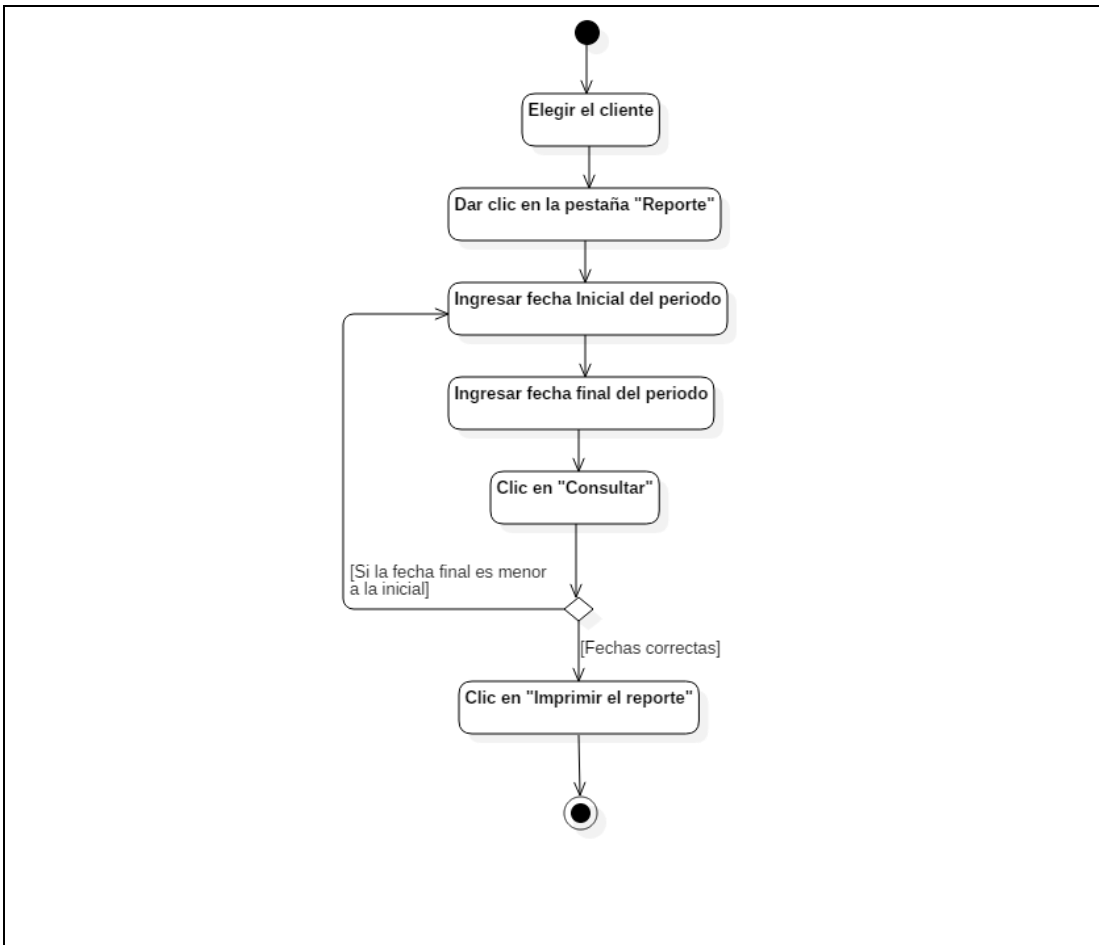 Elegir el cliente
Dar clic en la pestaña "Reporte"
Ingresar fecha Inicial del periodo
Ingresar fecha final del periodo
Clic en "Consultar"
[Si la fecha final es menor
a la inicial]
[Fechas correctas]
Clic en "Imprimir el reporte"